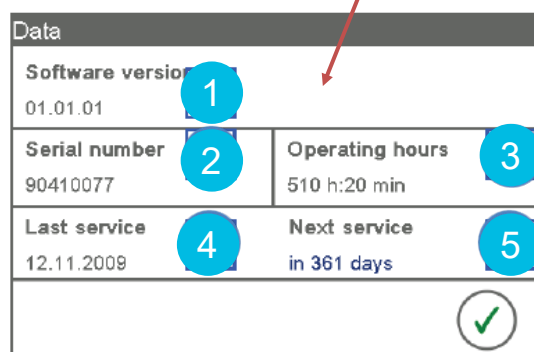 Data
Software versio
1
01.01.01
Serial number
2
Operating hours
3
90410077
510 h:20 min
Last service
4
Next service
5
12.11.2009
in 361 days